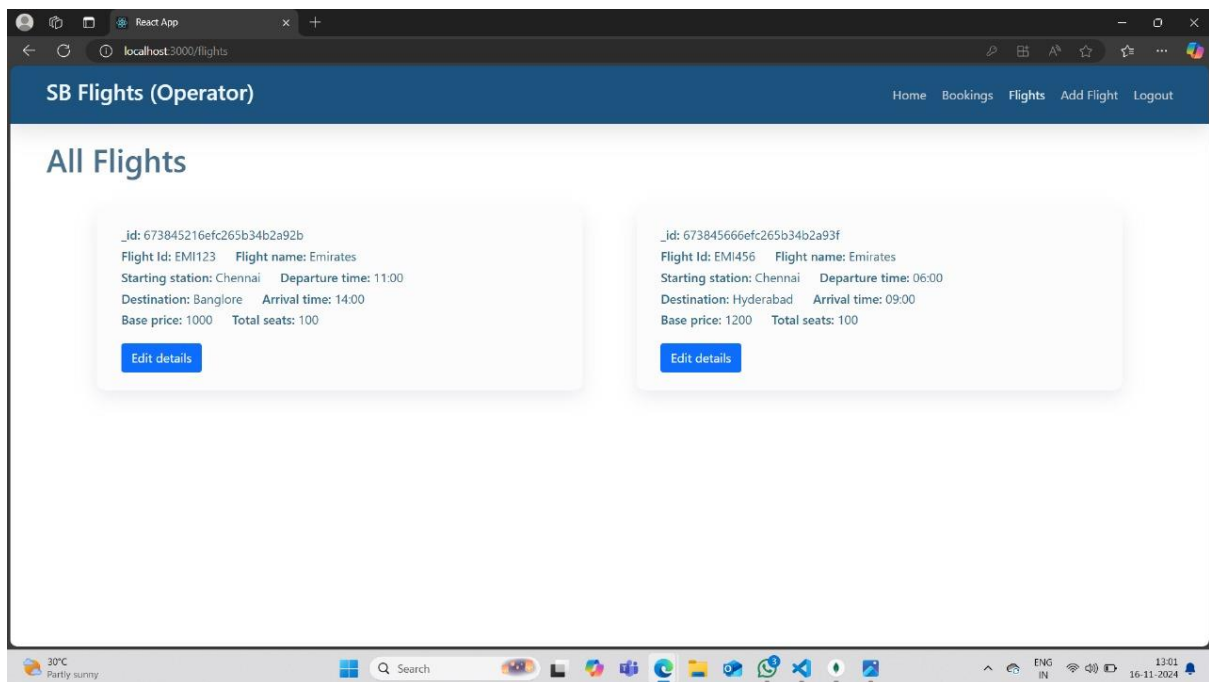 React App
localhost:3000/flights
SB Flights (Operator)
Home Bookings Flights Add Flight Logout
All Flights
_id: 673845216efc265b34b2a92b
Flight Id: EMI123 Flight name: Emirates
Starting station: Chennai Departure time: 11:00
Destination: Banglore Arrival time: 14:00
Base price: 1000 Total seats: 100
Edit details
_id: 673845666efc265b34b2a93f
Flight Id: EMI456 Flight name: Emirates
Starting station: Chennai Departure time: 06:00
Destination: Hyderabad Arrival time: 09:00
Base price: 1200 Total seats: 100
Edit details
30°C
Partly sunny
Search
3
ENG
IN
13:01
16-11-2024